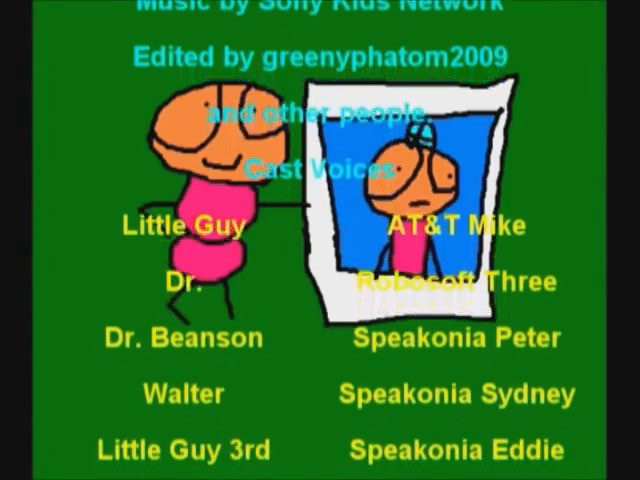 Music by Sony Kids Network
Edited by greenyphatom2009
and other people.
Cast Voices
Little Guy AT&T Mike
Dr. Robosoft Three
Dr. Beanson Speakonia Peter
Walter Speakonia Sydney
Little Guy 3rd Speakonia Eddie